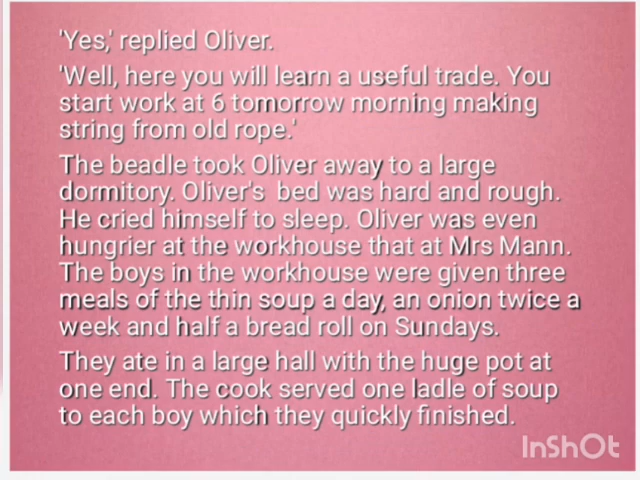 'Yes,' replied Oliver.
'Well, here you will learn a useful trade. You
start work at 6 tomorrow morning making
string from old rope.'
The beadle took Oliver away to a large
dormitory. Oliver's  bed was hard and rough.
He cried himself to sleep. Oliver was even
hungrier at the workhouse that at Mrs Mann.
The boys in the workhouse were given three
meals of the thin soup a day, an onion twice a
week and half a bread roll on Sundays.
They ate in a large hall with the huge pot at
one end. The cook served one ladle of soup
to each boy which they quickly finished.
InShOt